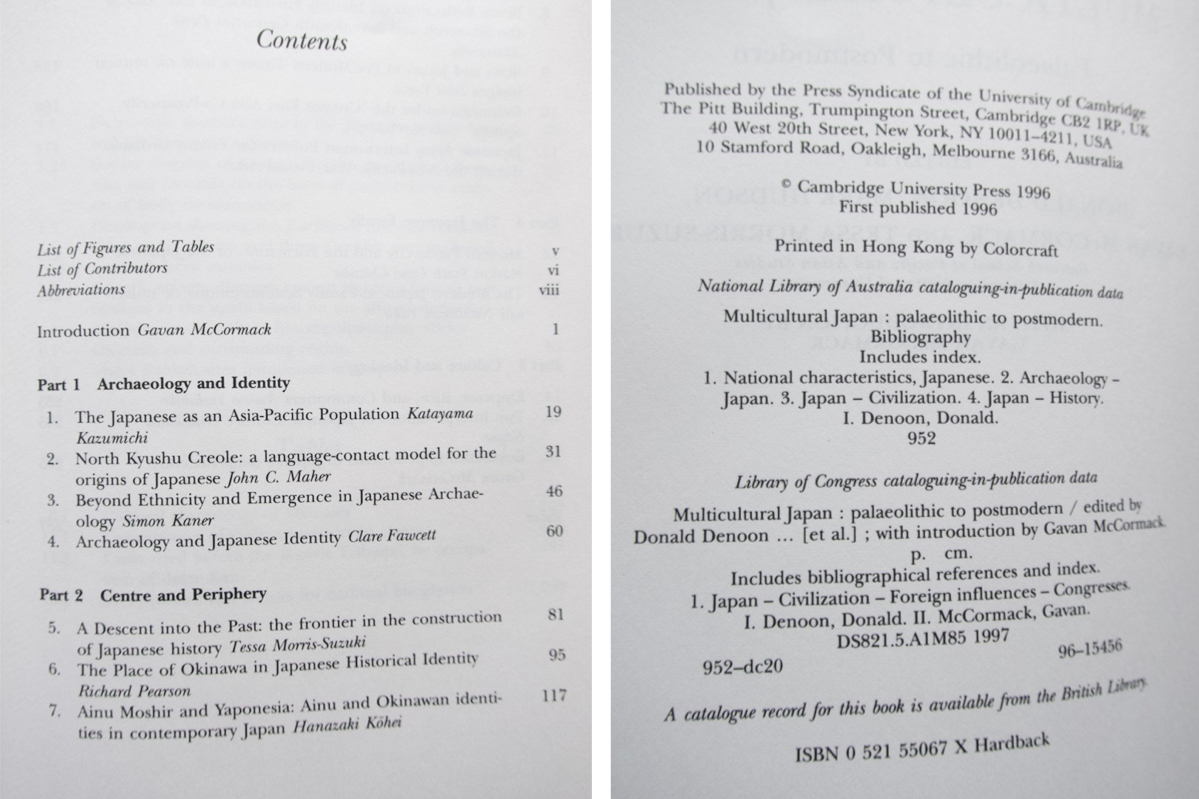 Contents
List of Figures and Tables v
List of Contributors vi
Abbreviations viii
Introduction Gavan McCormack 1
Part 1 Archaeology and Identity
1. The Japanese as an Asia-Pacific Population Katayama 19
Kazumichi
2. North Kyushu Creole: a language-contact model for the 31
origins of Japanese John C. Maher
3. Beyond Ethnicity and Emergence in Japanese Archae- 46
ology Simon Kaner
4. Archaeology and Japanese Identity Clare Fawcett 60
Part 2 Centre and Periphery
5. A Descent into the Past: the frontier in the construction 81
of Japanese history Tessa Morris-Suzuki
6. The Place of Okinawa in Japanese Historical Identity 95
Richard Pearson
7. Ainu Moshir and Yaponesia: Ainu and Okinawan identi- 117
ties in contemporary Japan Hanazaki Kōhei
Published by the Press Syndicate of the University of Cambridge
The Pitt Building, Trumpington Street, Cambridge CB2 1RP, UK
40 West 20th Street, New York, NY 10011–4211, USA
10 Stamford Road, Oakleigh, Melbourne 3166, Australia
© Cambridge University Press 1996
First published 1996
Printed in Hong Kong by Colorcraft
National Library of Australia cataloguing-in-publication data
Multicultural Japan : palaeolithic to postmodern.
Bibliography
Includes index.
1. National characteristics, Japanese. 2. Archaeology –
Japan. 3. Japan – Civilization. 4. Japan – History.
I. Denoon, Donald.
952
Library of Congress cataloguing-in-publication data
Multicultural Japan : palaeolithic to postmodern / edited by
Donald Denoon ... [et al.] ; with introduction by Gavan McCormack.
p. cm.
Includes bibliographical references and index.
1. Japan – Civilization – Foreign influences – Congresses.
I. Denoon, Donald. II. McCormack, Gavan.
DS821.5.A1M85 1997
952–dc20 96–15456
A catalogue record for this book is available from the British Library.
ISBN 0 521 55067 X Hardback